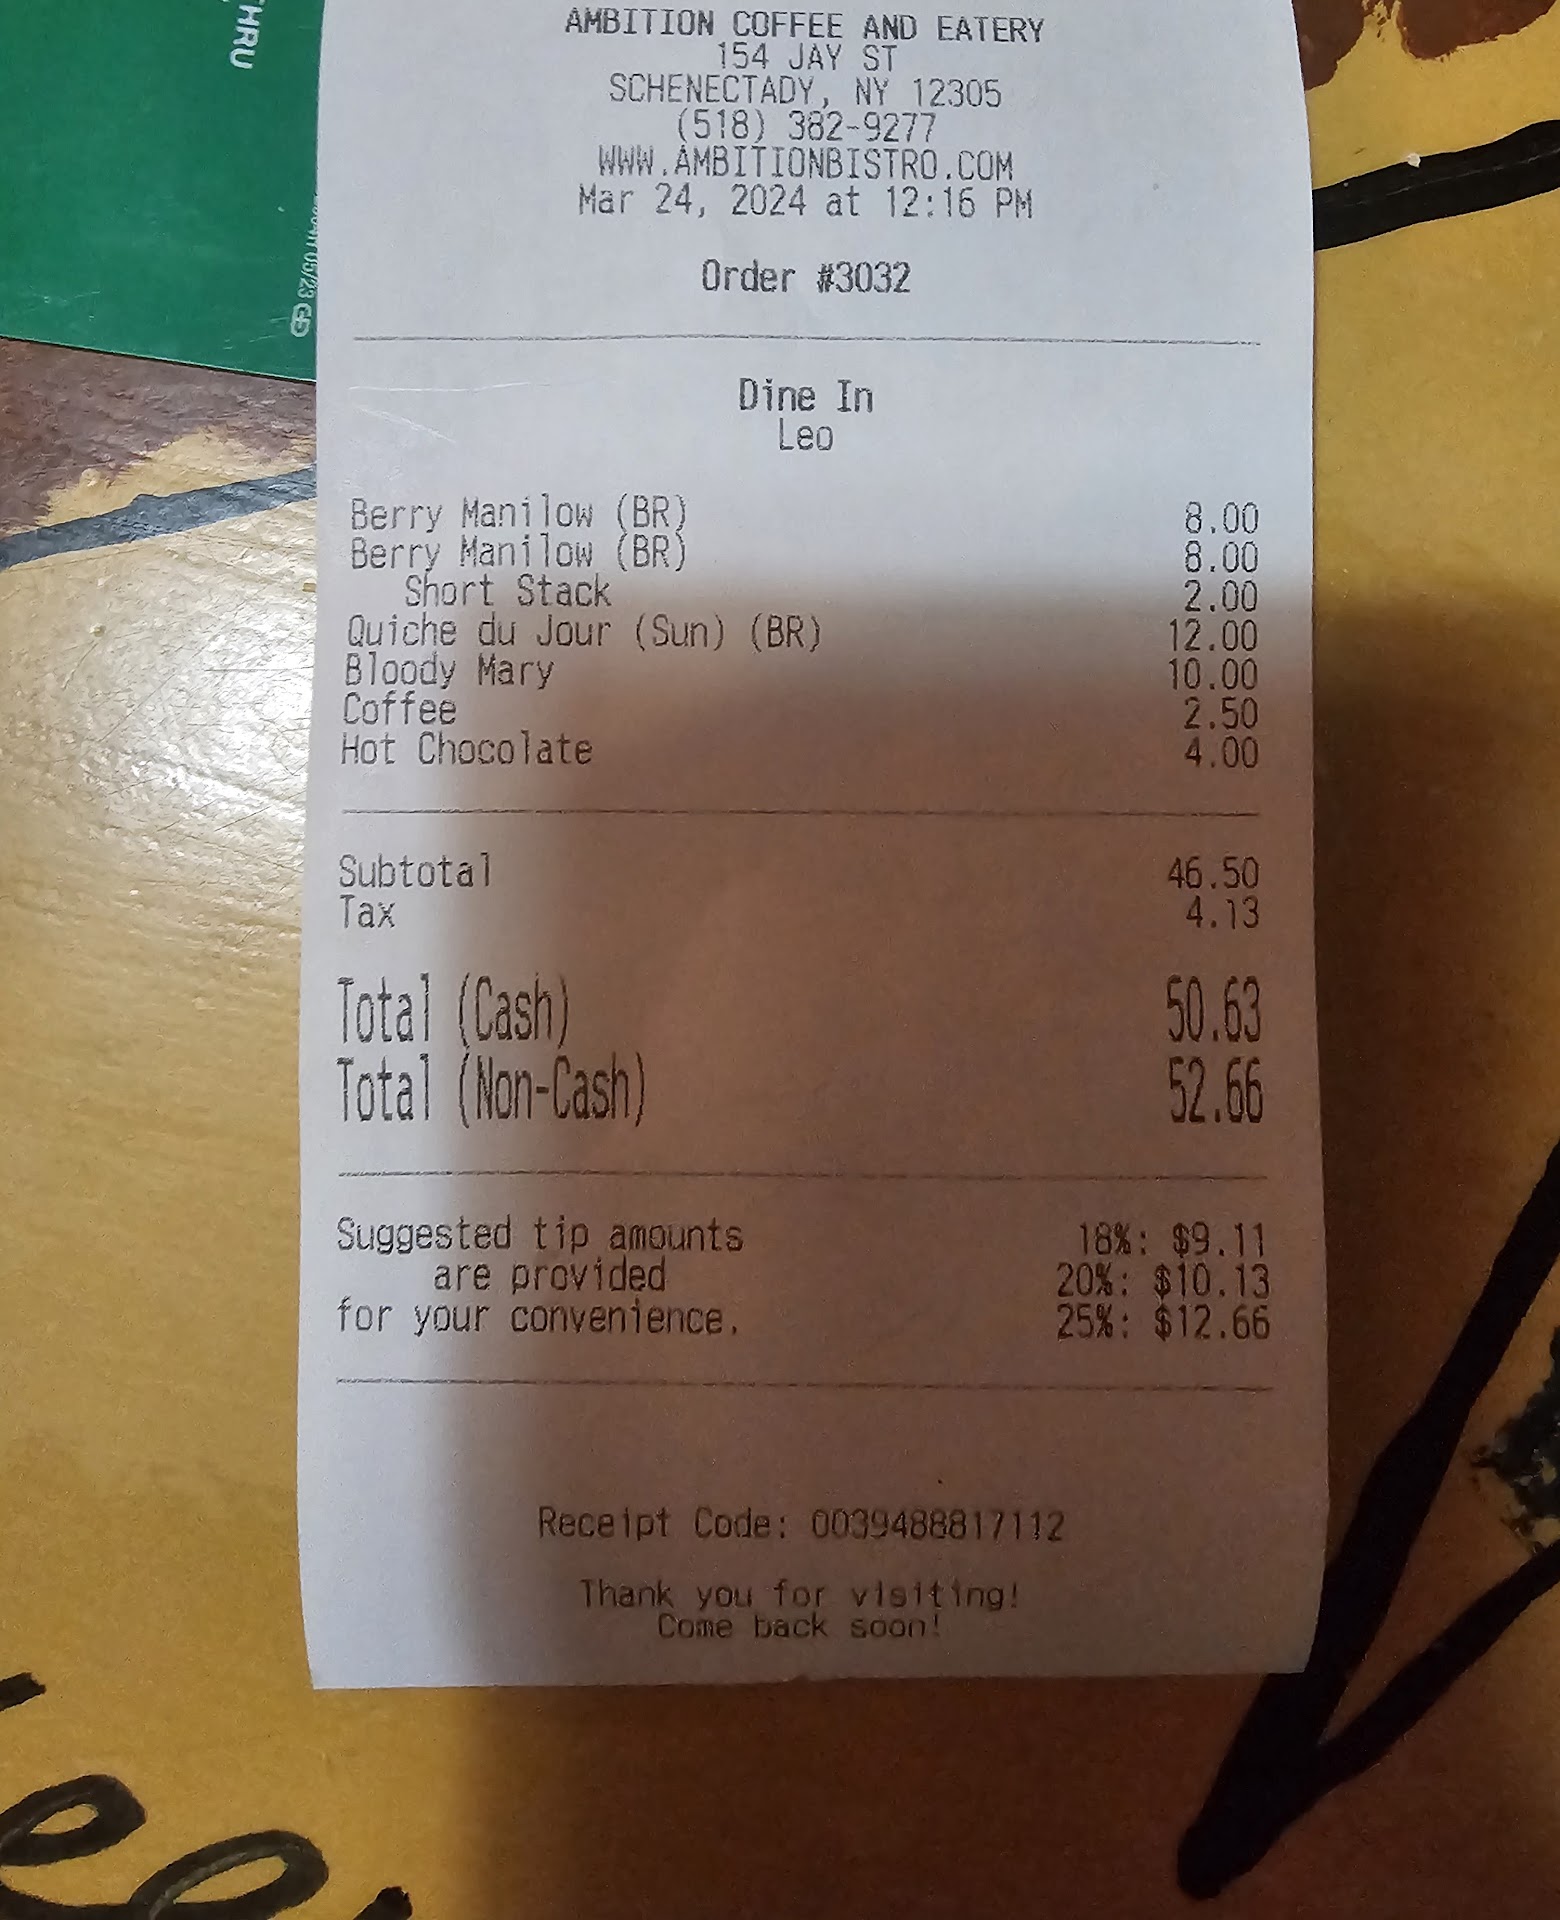 THRU
05/23
AMBITION COFFEE AND EATERY
154 JAY ST
SCHENECTADY, NY 12305
(518) 382-9277
WWW.AMBITIONBISTRO.COM
Mar 24, 2024 at 12:16 PM
Order #3032
Dine In
Leo
Berry Manilow (BR) 8.00
Berry Manilow (BR) 8.00
Short Stack 2.00
Quiche du Jour (Sun) (BR) 12.00
Bloody Mary 10.00
Coffee 2.50
Hot Chocolate 4.00
Subtotal 46.50
Tax 4.13
Total (Cash) 50.63
Total (Non-Cash) 52.66
Suggested tip amounts 18%: $9.11
are provided 20%: $10.13
for your convenience. 25%: $12.66
Receipt Code: 0039488817112
Thank you for visiting!
Come back soon!